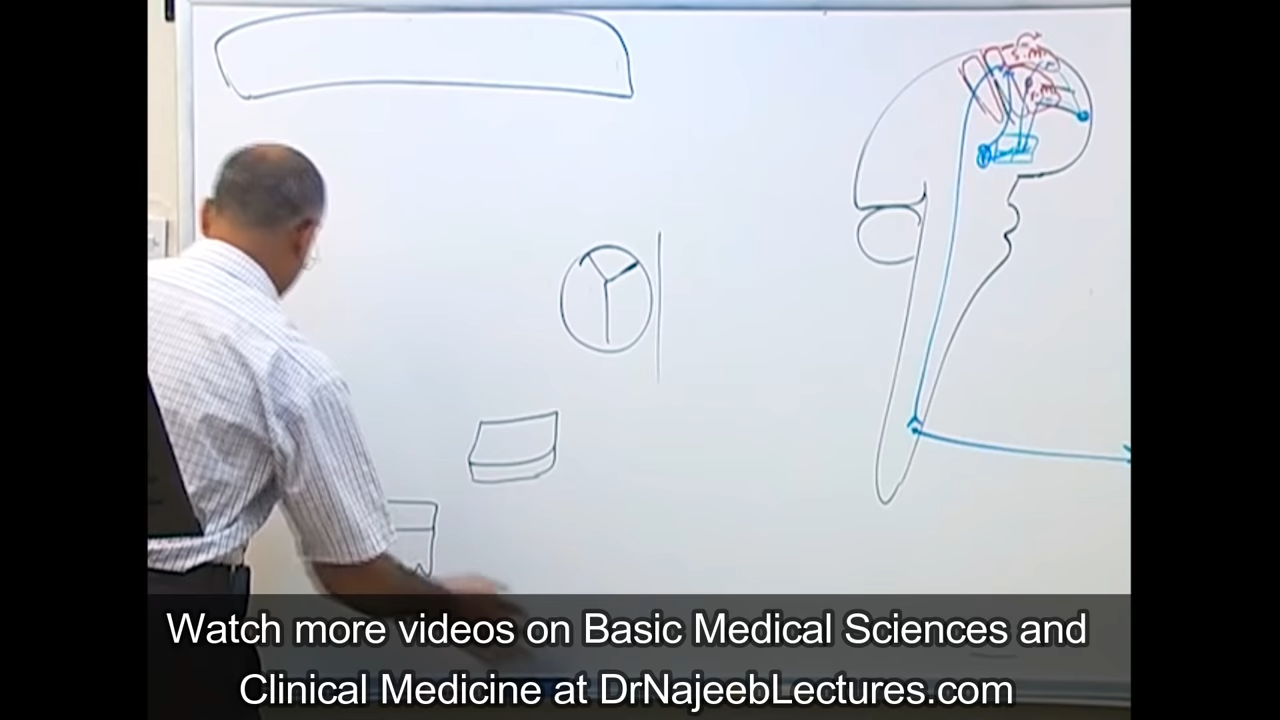 Watch more videos on Basic Medical Sciences and
Clinical Medicine at DrNajeebLectures.com